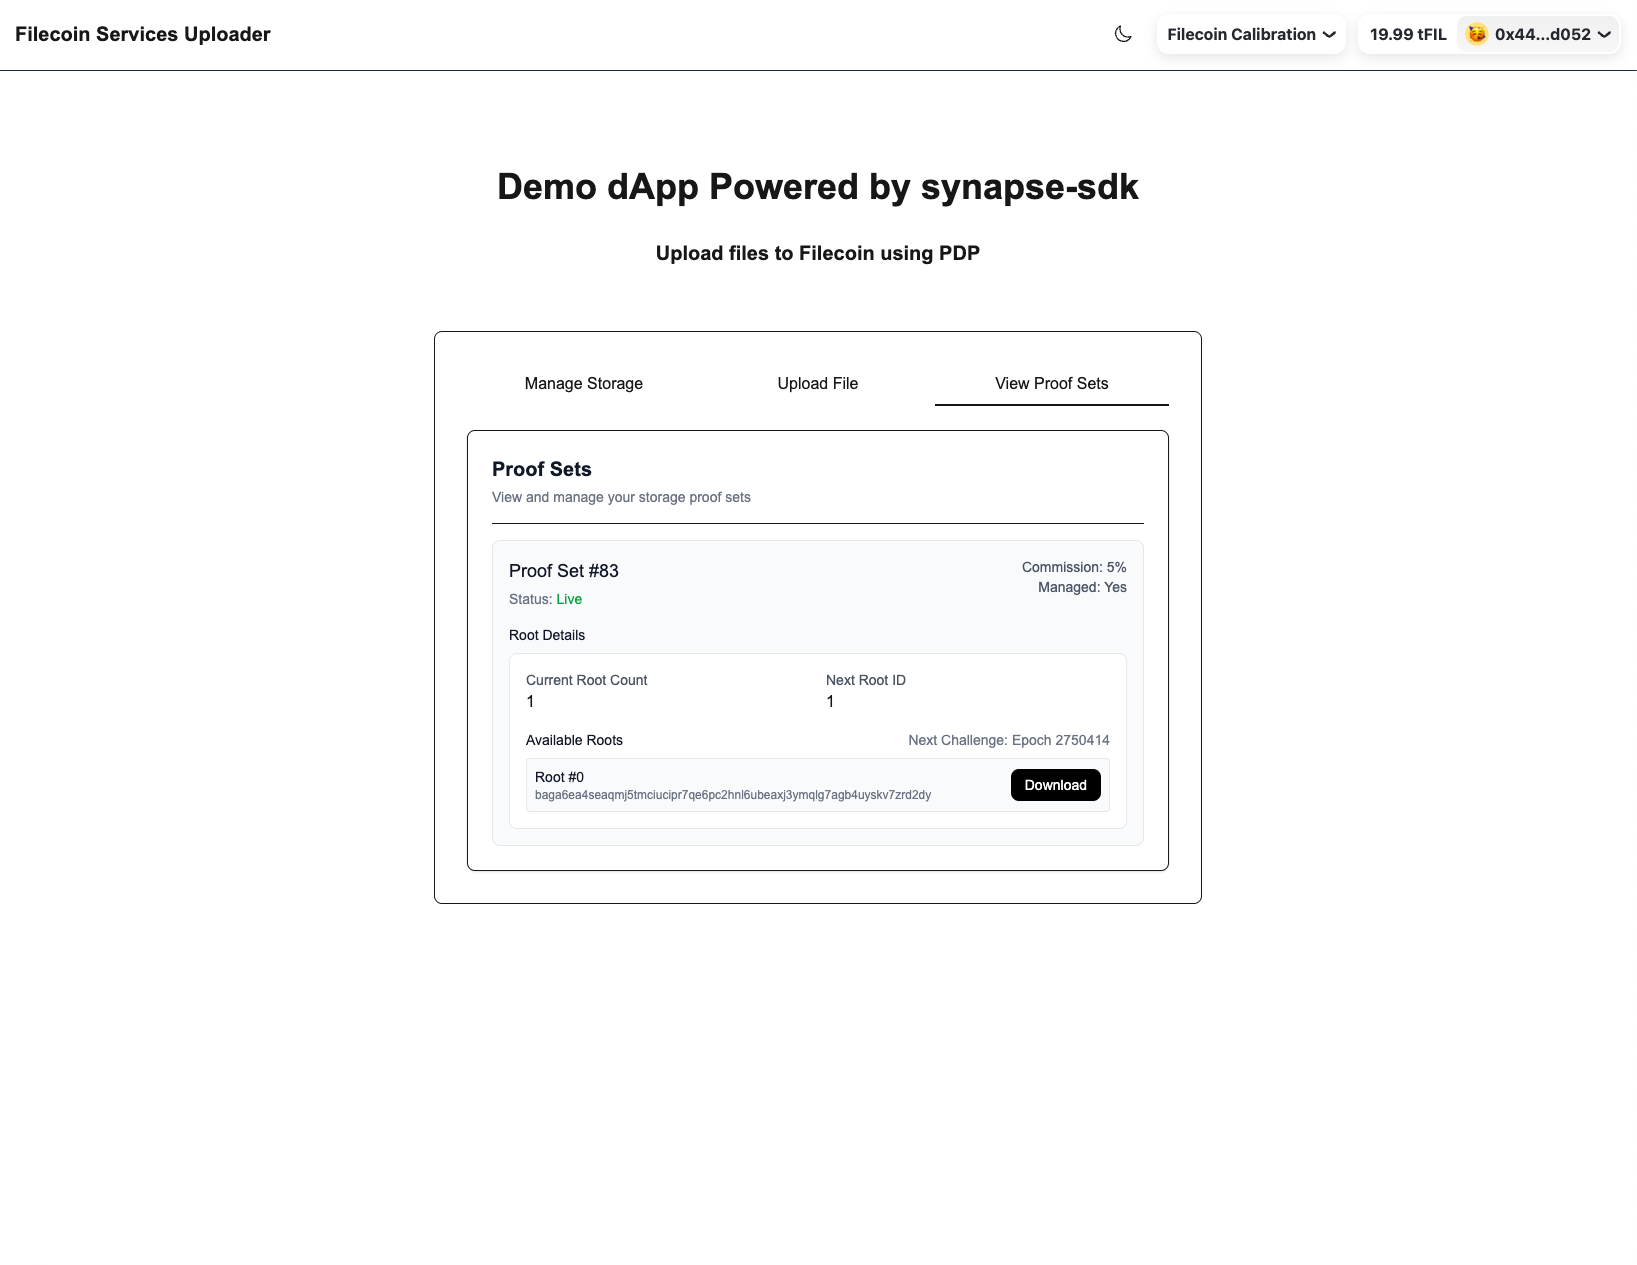 Filecoin Services Uploader
Filecoin Calibration
19.99 tFIL
0x44...d052
Demo dApp Powered by synapse-sdk
Upload files to Filecoin using PDP
Manage Storage
Upload File
View Proof Sets
Proof Sets
View and manage your storage proof sets
Proof Set #83
Commission: 5%
Managed: Yes
Status: Live
Root Details
Current Root Count
Next Root ID
1
1
Available Roots
Next Challenge: Epoch 2750414
Root #0
baga6ea4seaqmj5tmciucipr7qe6pc2hnl6ubeaxj3ymqlg7agb4uyskv7zrd2dy
Download